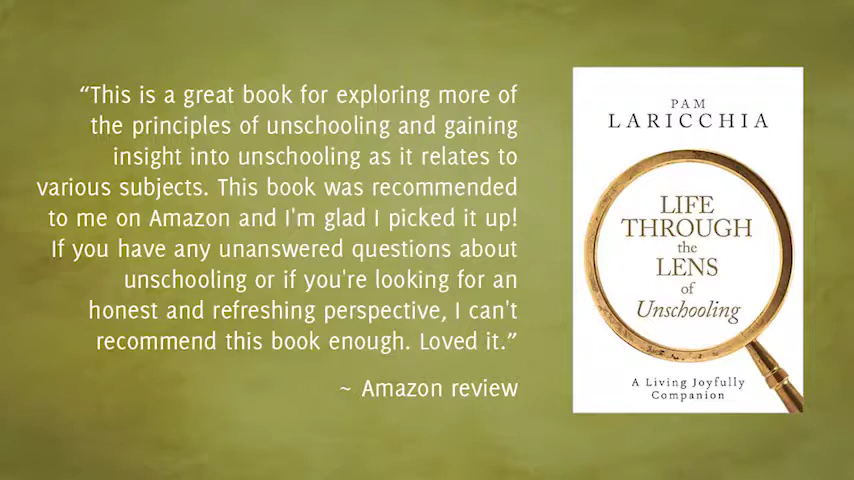 “This is a great book for exploring more of
the principles of unschooling and gaining
insight into unschooling as it relates to
various subjects. This book was recommended
to me on Amazon and I'm glad I picked it up!
If you have any unanswered questions about
unschooling or if you're looking for an
honest and refreshing perspective, I can't
recommend this book enough. Loved it.”
~ Amazon review
PAM
LARICCHIA
LIFE
THROUGH
the
LENS
of
Unschooling
A Living Joyfully
Companion